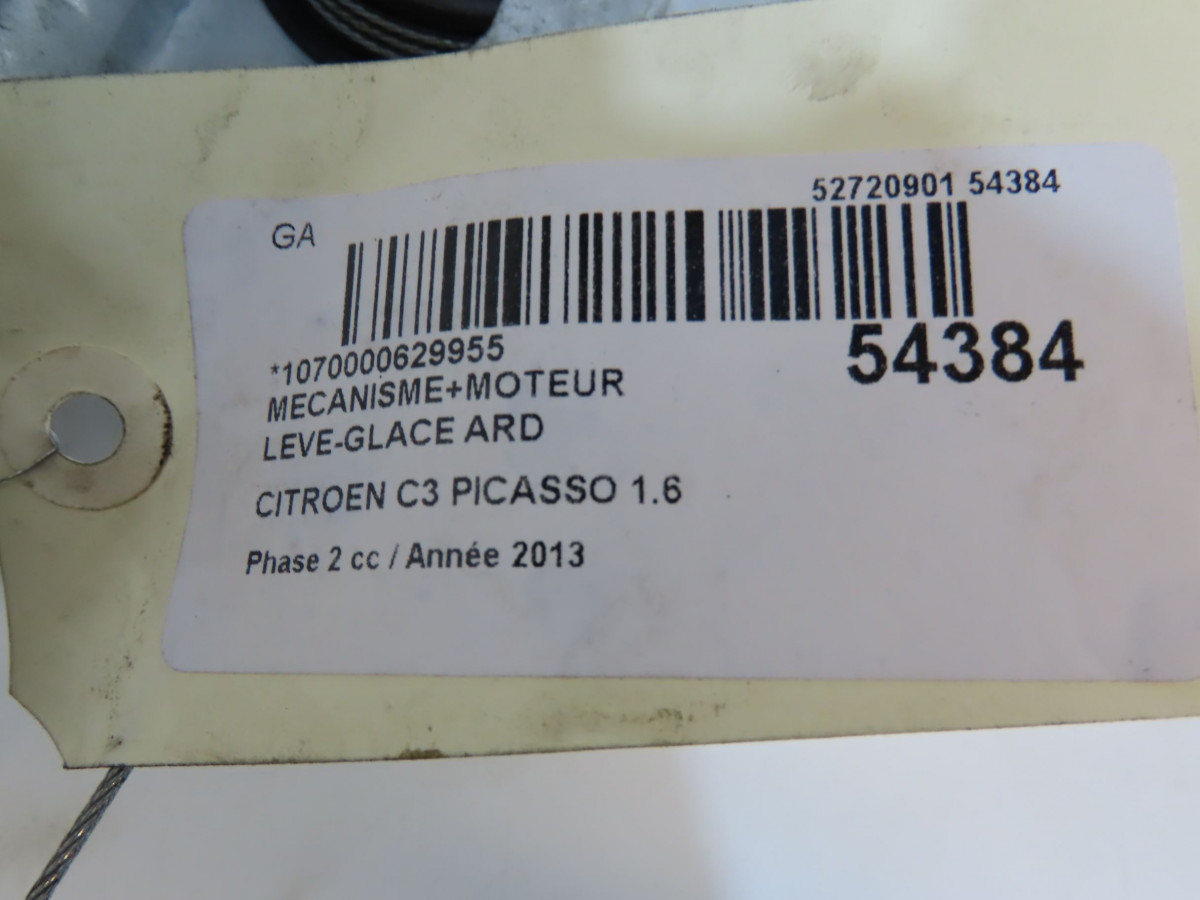 52720901 54384
GA
*1070000629955
54384
MECANISME+MOTEUR
LEVE-GLACE ARD
CITROEN C3 PICASSO 1.6
Phase 2 cc / Année 2013